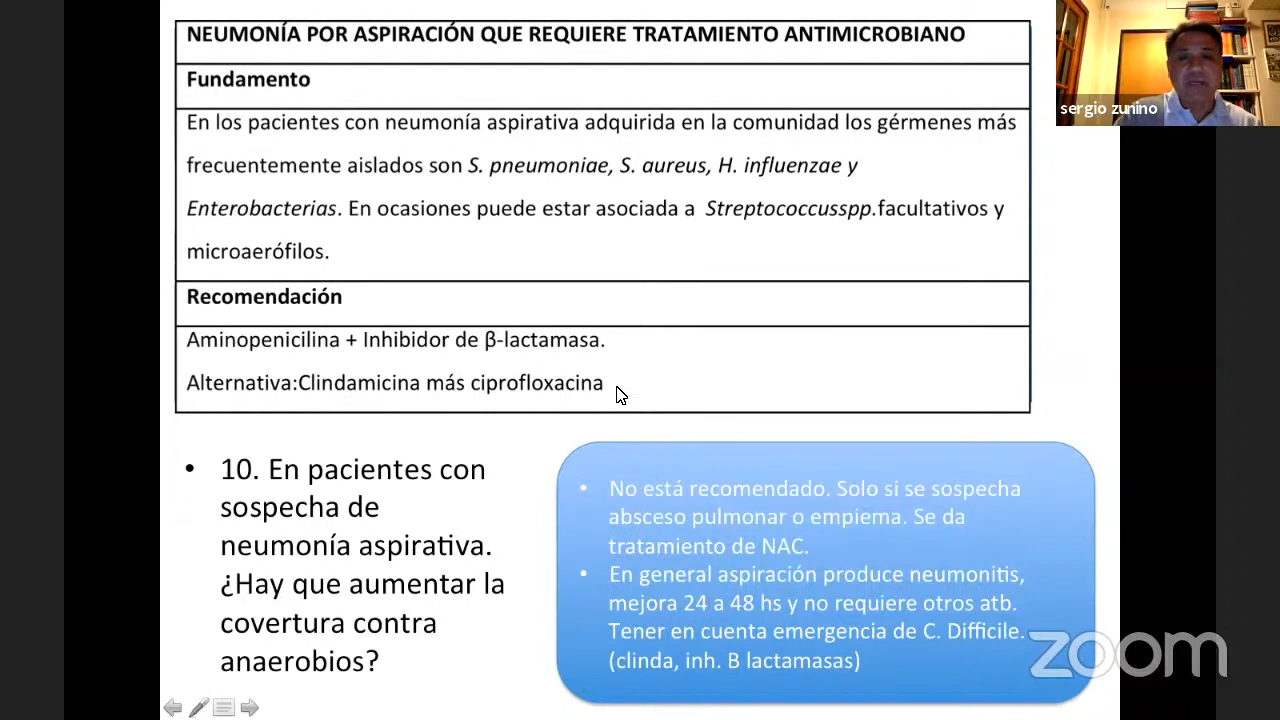 NEUMONÍA POR ASPIRACIÓN QUE REQUIERE TRATAMIENTO ANTIMICROBIANO
Fundamento
En los pacientes con neumonía aspirativa adquirida en la comunidad los gérmenes más
frecuentemente aislados son S. pneumoniae, S. aureus, H. influenzae y
Enterobacterias. En ocasiones puede estar asociada a Streptococcusspp.facultativos y
microaerófilos.
Recomendación
Aminopenicilina + Inhibidor de β-lactamasa.
Alternativa:Clindamicina más ciprofloxacina
• 10. En pacientes con
sospecha de
neumonía aspirativa.
¿Hay que aumentar la
covertura contra
anaerobios?
• No está recomendado. Solo si se sospecha
absceso pulmonar o empiema. Se da
tratamiento de NAC.
• En general aspiración produce neumonitis,
mejora 24 a 48 hs y no requiere otros atb.
Tener en cuenta emergencia de C. Difficile.
(clinda, inh. B lactamasas)
sergio zunino
zoom